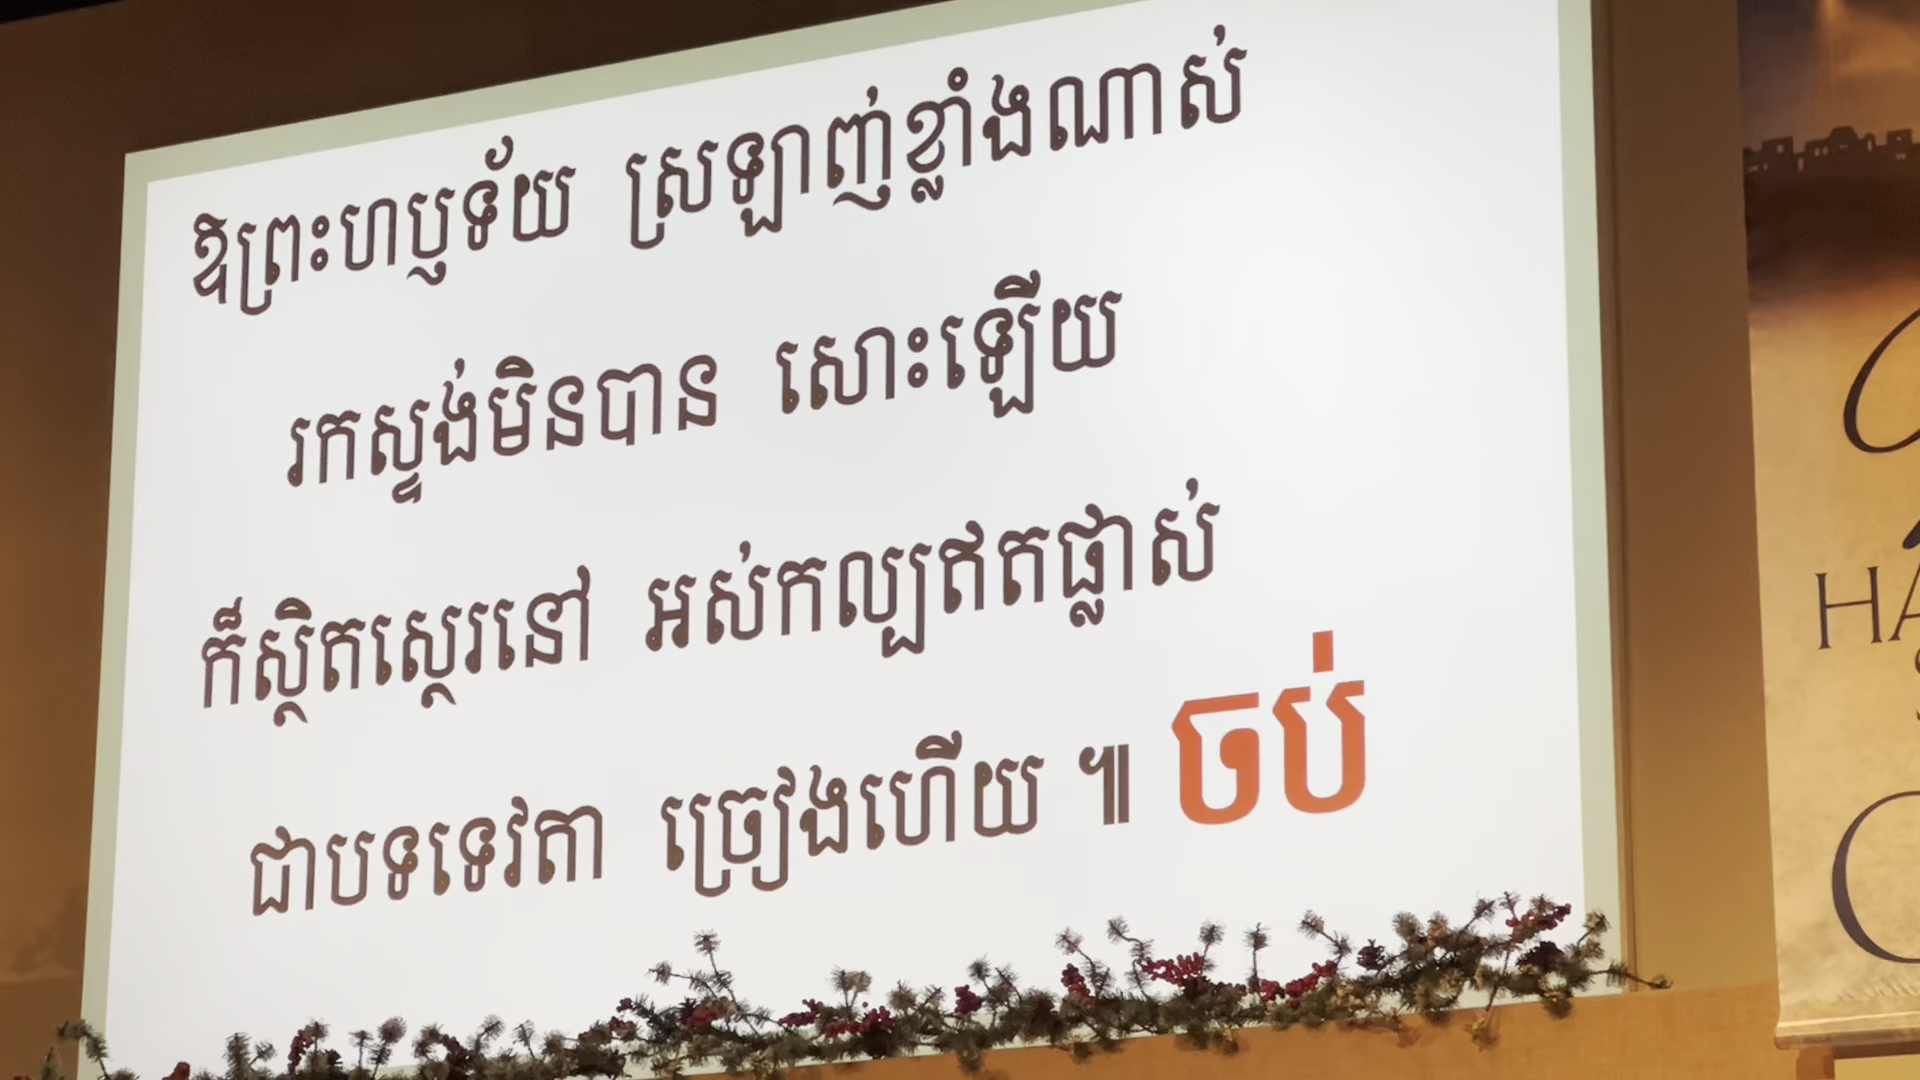 ឱព្រះហឫទ័យ ស្រឡាញ់ខ្លាំងណាស់
រកស្ទង់មិនបាន សោះឡើយ
ក៏ស្ថិតស្ថេរនៅ អស់កល្បឥតផ្លាស់
ជាបទទេវតា ច្រៀងហើយ ៕ ចប់